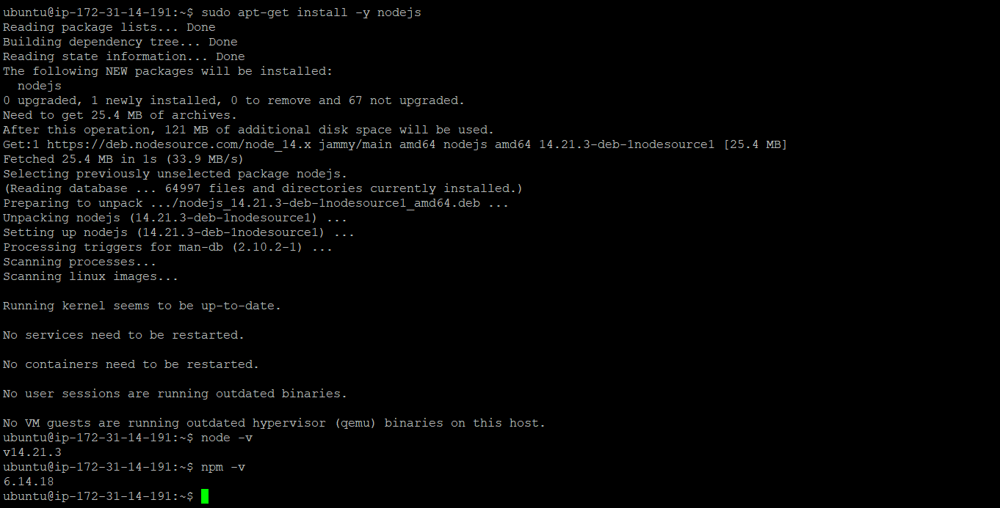 ubuntu@ip-172-31-14-191:~$ sudo apt-get install -y nodejs
Reading package lists... Done
Building dependency tree... Done
Reading state information... Done
The following NEW packages will be installed:
  nodejs
0 upgraded, 1 newly installed, 0 to remove and 67 not upgraded.
Need to get 25.4 MB of archives.
After this operation, 121 MB of additional disk space will be used.
Get:1 https://deb.nodesource.com/node_14.x jammy/main amd64 nodejs amd64 14.21.3-deb-1nodesource1 [25.4 MB]
Fetched 25.4 MB in 1s (33.9 MB/s)
Selecting previously unselected package nodejs.
(Reading database ... 64997 files and directories currently installed.)
Preparing to unpack .../nodejs_14.21.3-deb-1nodesource1_amd64.deb ...
Unpacking nodejs (14.21.3-deb-1nodesource1) ...
Setting up nodejs (14.21.3-deb-1nodesource1) ...
Processing triggers for man-db (2.10.2-1) ...
Scanning processes...
Scanning linux images...

Running kernel seems to be up-to-date.

No services need to be restarted.

No containers need to be restarted.

No user sessions are running outdated binaries.

No VM guests are running outdated hypervisor (qemu) binaries on this host.
ubuntu@ip-172-31-14-191:~$ node -v
v14.21.3
ubuntu@ip-172-31-14-191:~$ npm -v
6.14.18
ubuntu@ip-172-31-14-191:~$